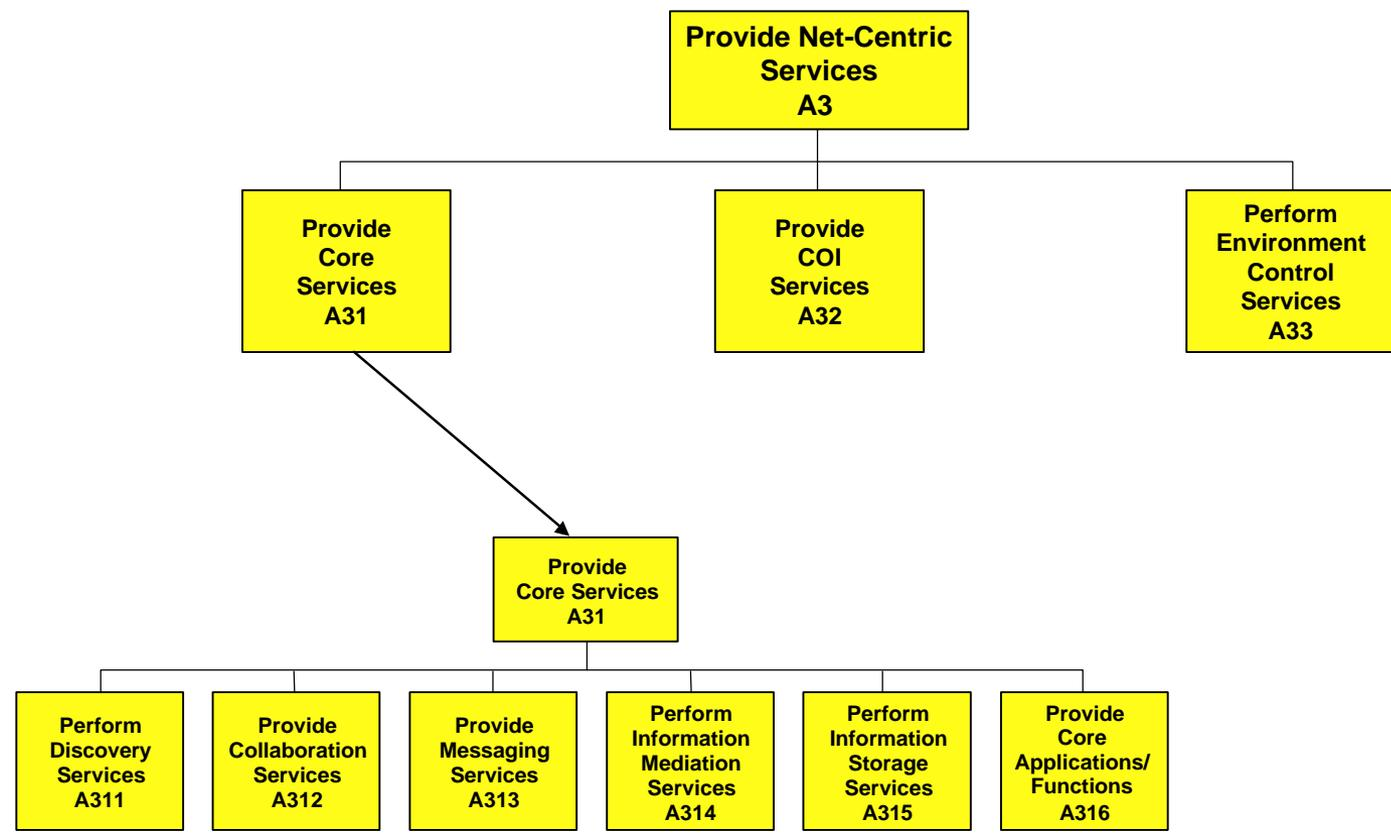 Provide Net-Centric
Services
A3
Provide
Core
Services
A31
Provide
COI
Services
A32
Perform
Environment
Control
Services
A33
Provide
Core Services
A31
Perform
Discovery
Services
A311
Provide
Collaboration
Services
A312
Provide
Messaging
Services
A313
Perform
Information
Mediation
Services
A314
Perform
Information
Storage
Services
A315
Provide
Core
Applications/
Functions
A316